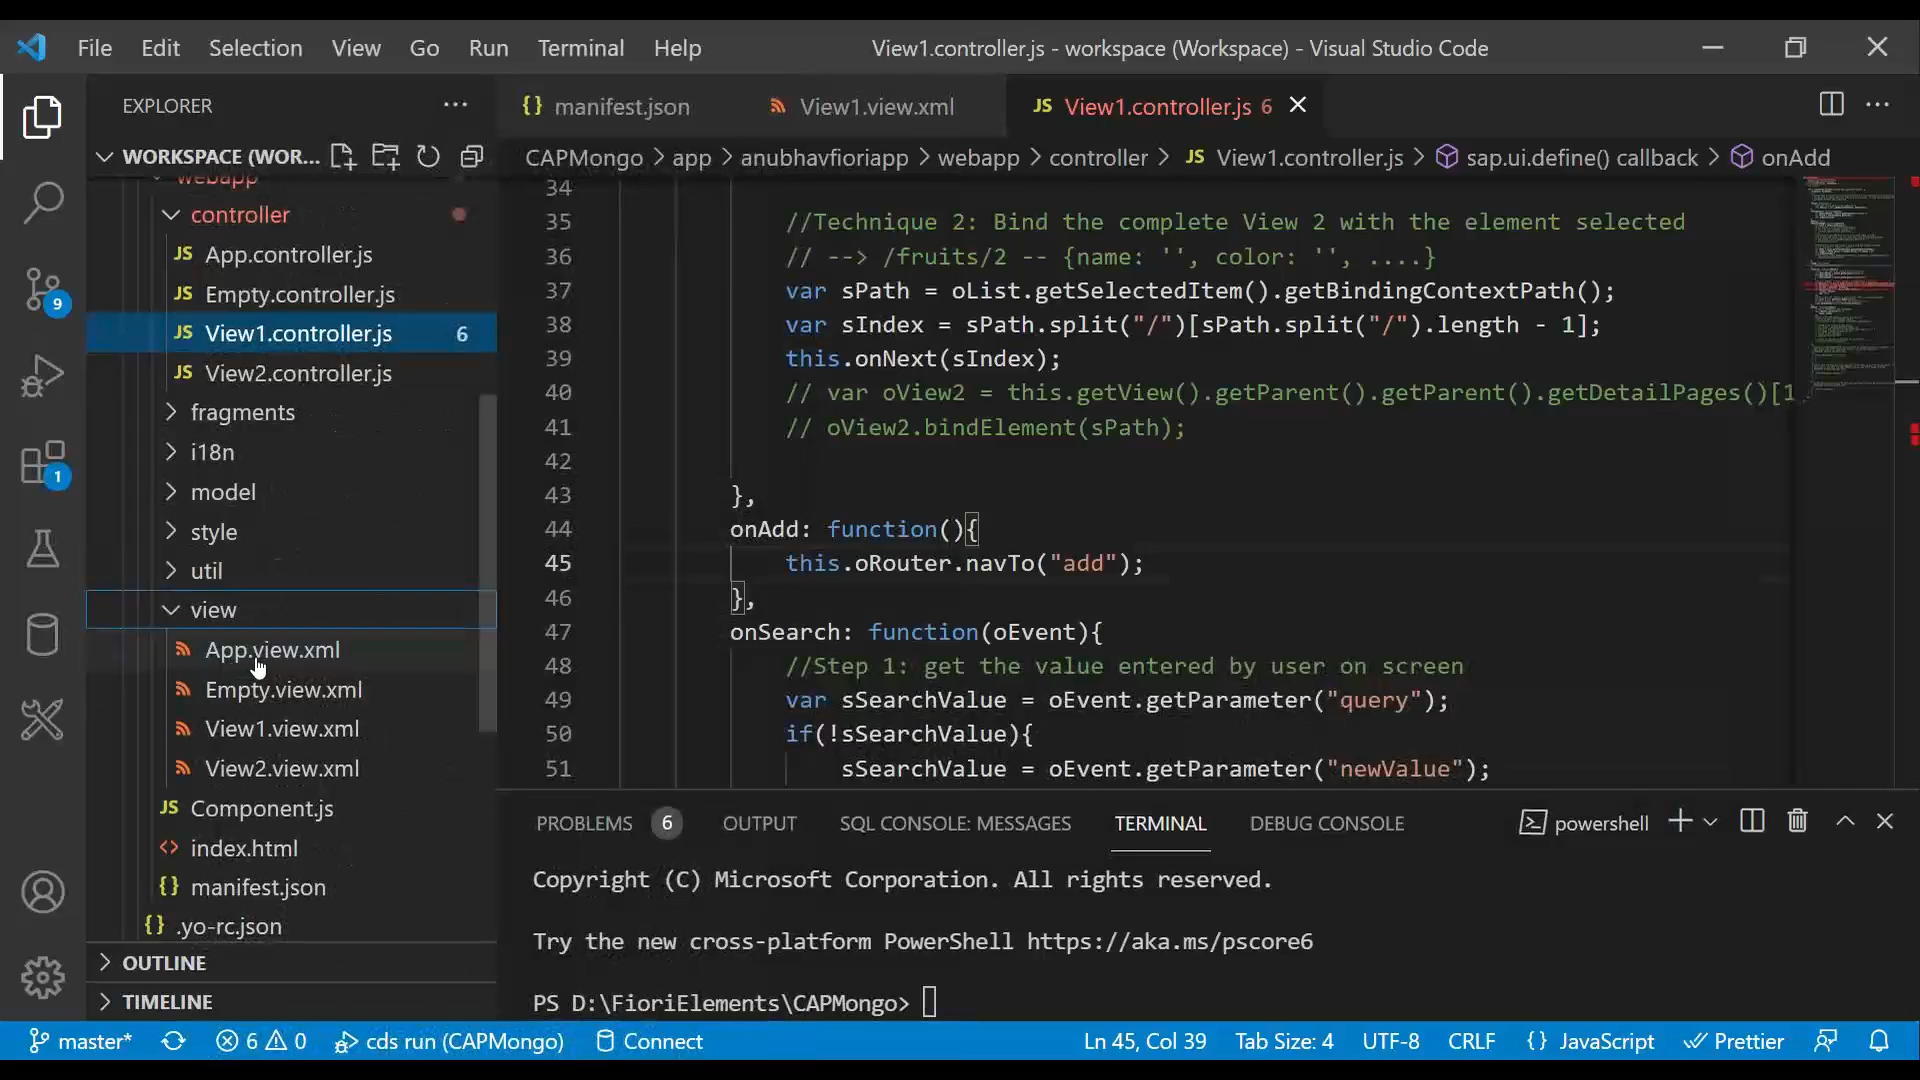 File Edit Selection View Go Run Terminal Help View1.controller.js - workspace (Workspace) - Visual Studio Code
EXPLORER
WORKSPACE (WOR...
webapp
controller
JS App.controller.js
JS Empty.controller.js
JS View1.controller.js 6
JS View2.controller.js
fragments
i18n
model
style
util
view
App.view.xml
Empty.view.xml
View1.view.xml
View2.view.xml
JS Component.js
<> index.html
{} manifest.json
{} .yo-rc.json
OUTLINE
TIMELINE
9
1
{} manifest.json View1.view.xml JS View1.controller.js 6
CAPMongo > app > anubhavfioriapp > webapp > controller > JS View1.controller.js > sap.ui.define() callback > onAdd
34
35 //Technique 2: Bind the complete View 2 with the element selected
36 // --> /fruits/2 -- {name: '', color: '', ....}
37 var sPath = oList.getSelectedItem().getBindingContextPath();
38 var sIndex = sPath.split("/")[sPath.split("/").length - 1];
39 this.onNext(sIndex);
40 // var oView2 = this.getView().getParent().getParent().getDetailPages()[1
41 // oView2.bindElement(sPath);
42
43 },
44 onAdd: function(){
45 this.oRouter.navTo("add");
46 },
47 onSearch: function(oEvent){
48 //Step 1: get the value entered by user on screen
49 var sSearchValue = oEvent.getParameter("query");
50 if(!sSearchValue){
51 sSearchValue = oEvent.getParameter("newValue");
PROBLEMS 6 OUTPUT SQL CONSOLE: MESSAGES TERMINAL DEBUG CONSOLE powershell
Copyright (C) Microsoft Corporation. All rights reserved.
Try the new cross-platform PowerShell https://aka.ms/pscore6
PS D:\FioriElements\CAPMongo>
master* 6 0 cds run (CAPMongo) Connect Ln 45, Col 39 Tab Size: 4 UTF-8 CRLF {} JavaScript Prettier